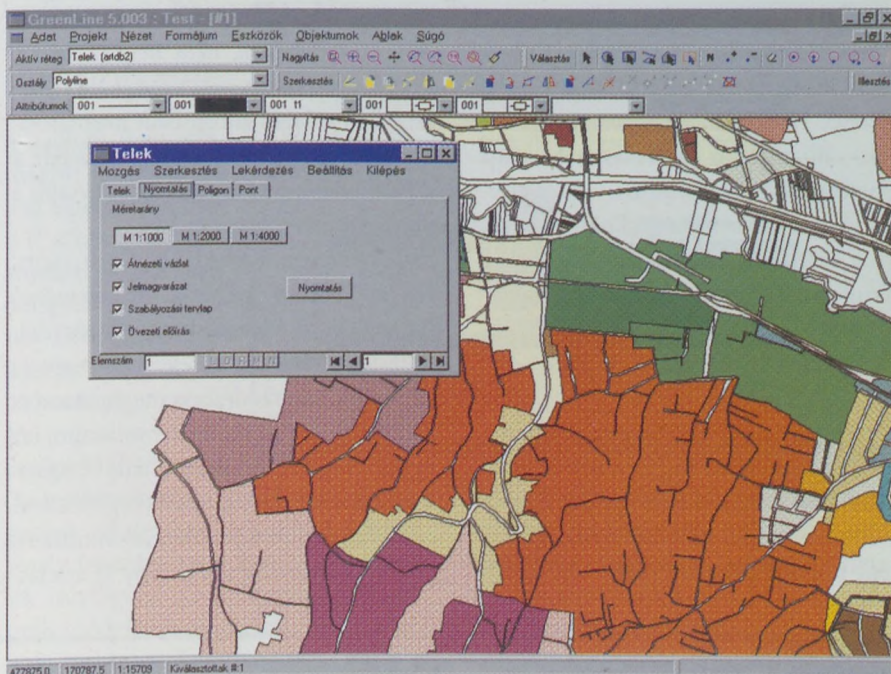 GreenLine 5.003 : Test - [#1]
Adat Projekt Nézet Formájum Eszközök Objektumok Ablak Súgó
Aktív réteg Telek (artdb2) Nagyítás Választás
Osztály Polyline Szerkesztés Illesztés
Attribútumok 001 001 001 t1 001 001
Telek
Mozgás Szerkesztés Lekérdezés Beállítás Kilépés
Telek Nyomtatás Poligon Pont
Méretarány
M 1:1000 M 1:2000 M 1:4000
Átnézeti vázlat
Jelmagyarázat
Nyomtatás
Szabályozási tervlap
Övezeti előírás
Elemszám 1 1
477875.0 170787.5 1:15709 Kiválasztottak #:1